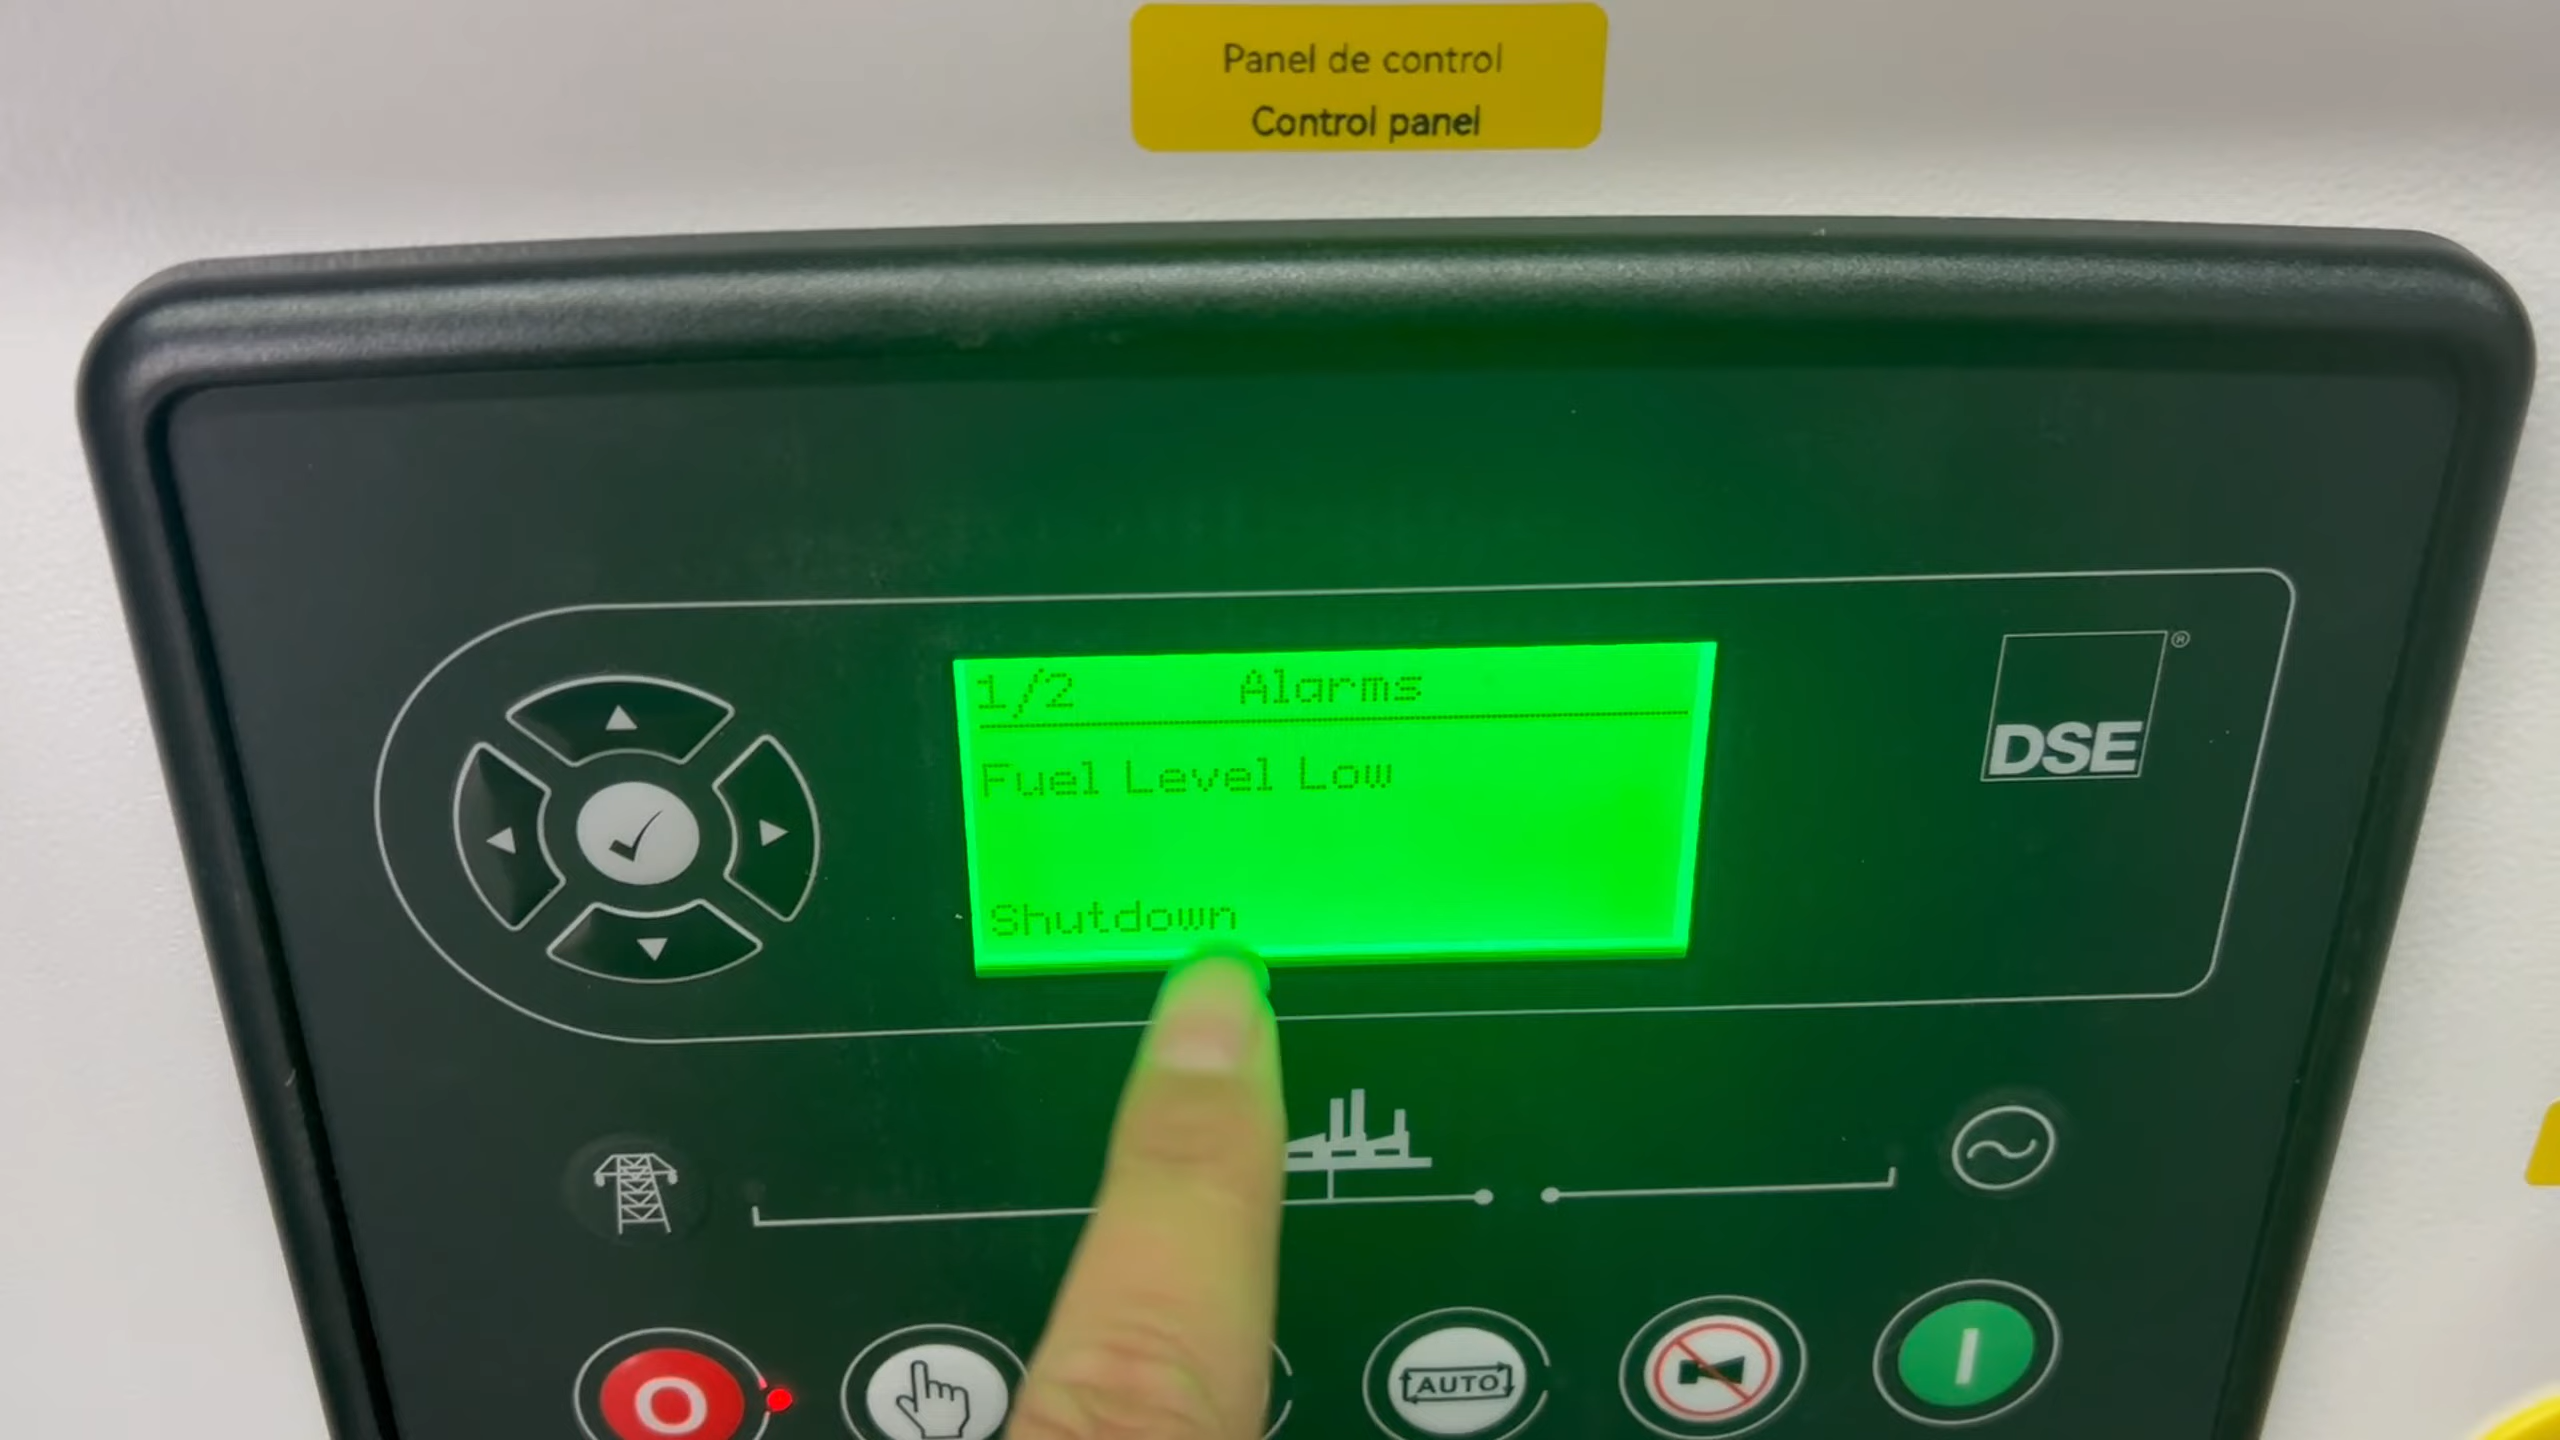 Panel de control
Control panel
1/2 Alarms
Fuel Level Low
Shutdown
DSE®
O
AUTO
I